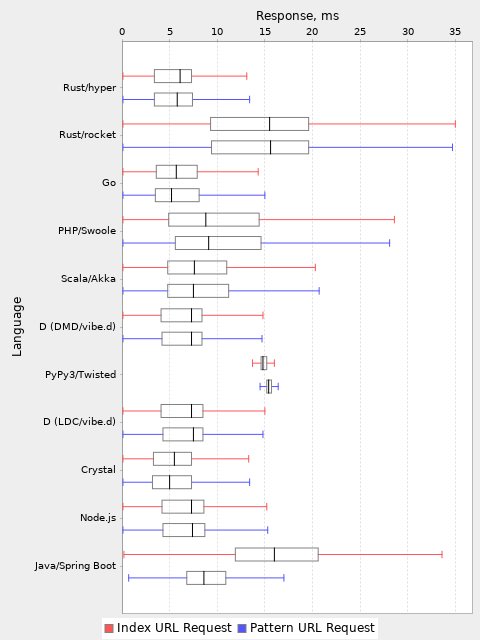 Response, ms
0 5 10 15 20 25 30 35
Language
Rust/hyper
Rust/rocket
Go
PHP/Swoole
Scala/Akka
D (DMD/vibe.d)
PyPy3/Twisted
D (LDC/vibe.d)
Crystal
Node.js
Java/Spring Boot
Index URL Request Pattern URL Request